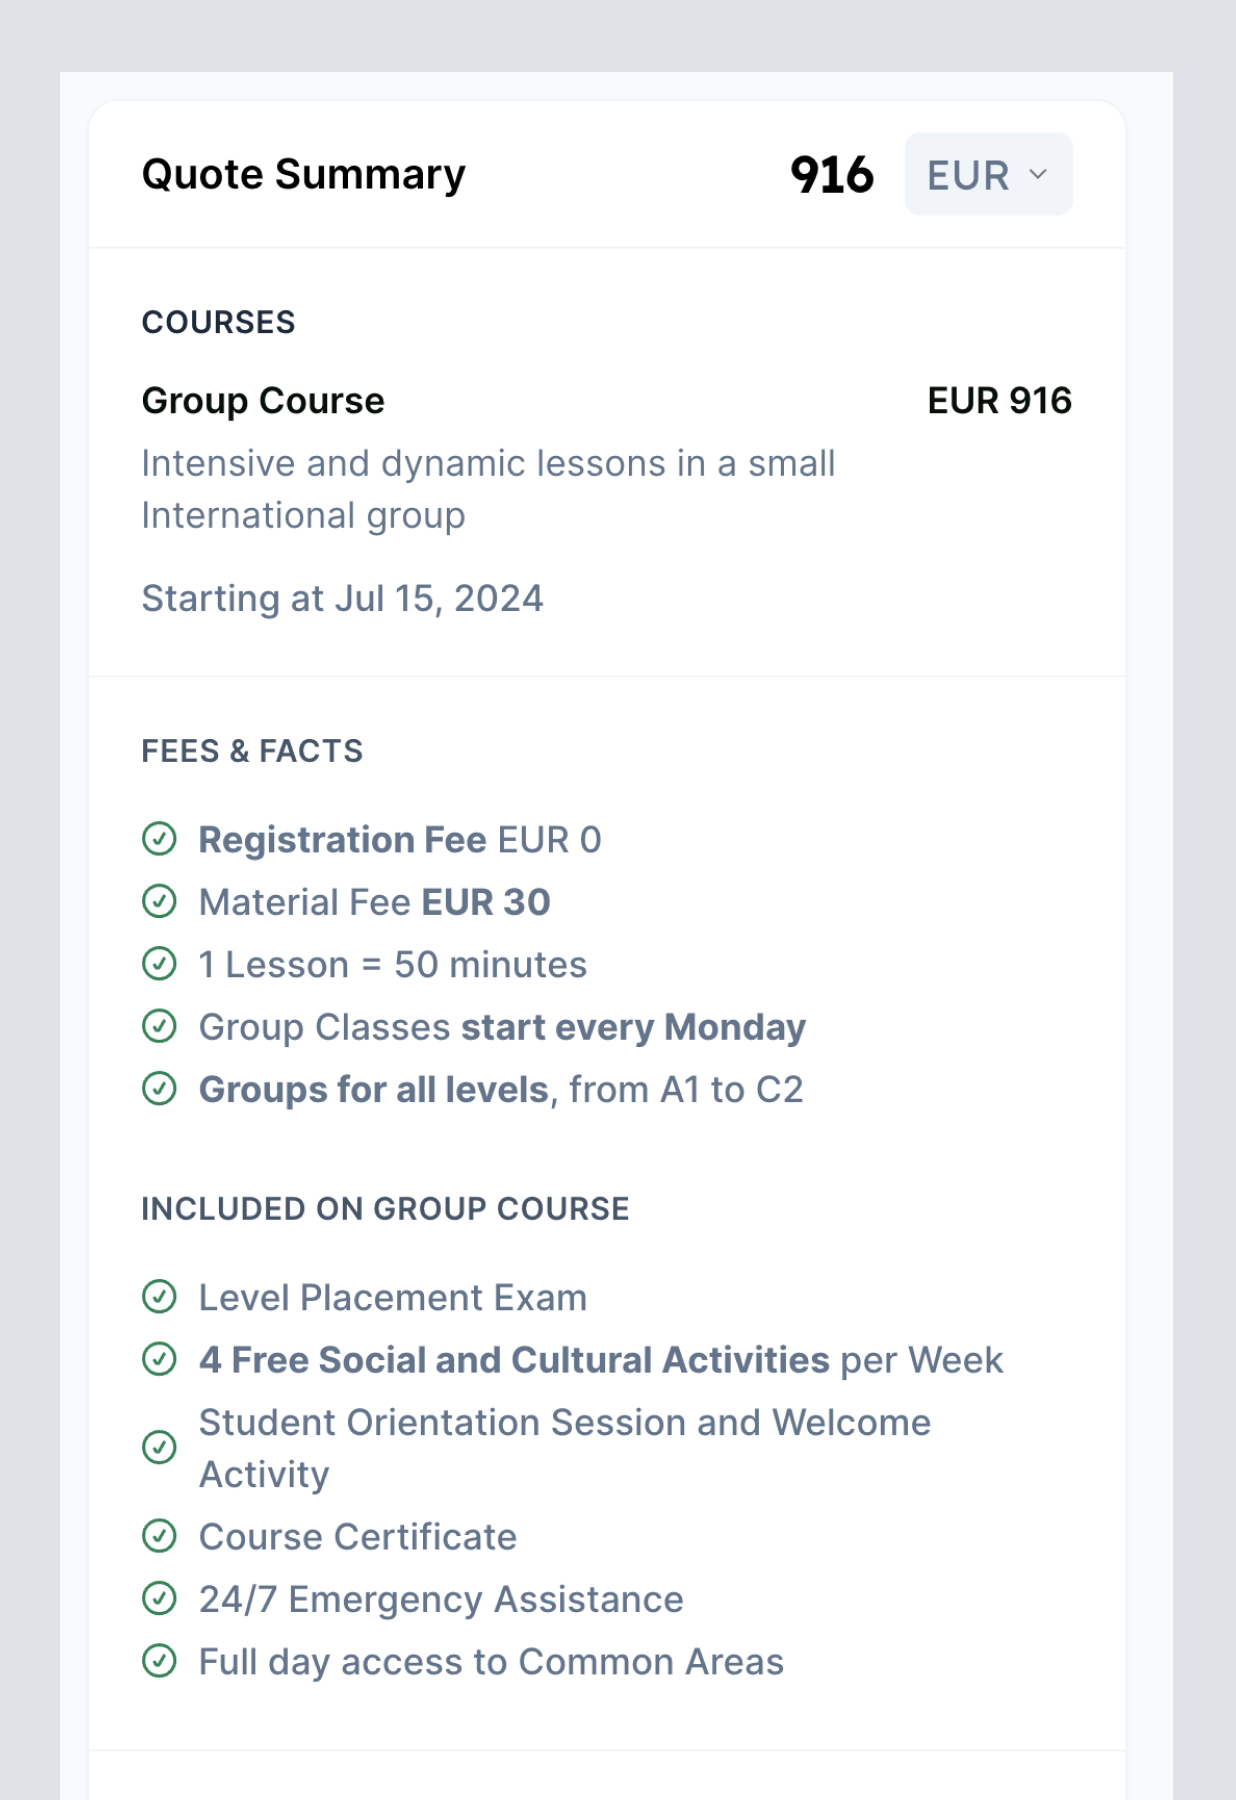 Quote Summary 916 EUR
COURSES
Group Course EUR 916
Intensive and dynamic lessons in a small
International group
Starting at Jul 15, 2024
FEES & FACTS
Registration Fee EUR 0
Material Fee EUR 30
1 Lesson = 50 minutes
Group Classes start every Monday
Groups for all levels, from A1 to C2
INCLUDED ON GROUP COURSE
Level Placement Exam
4 Free Social and Cultural Activities per Week
Student Orientation Session and Welcome
Activity
Course Certificate
24/7 Emergency Assistance
Full day access to Common Areas